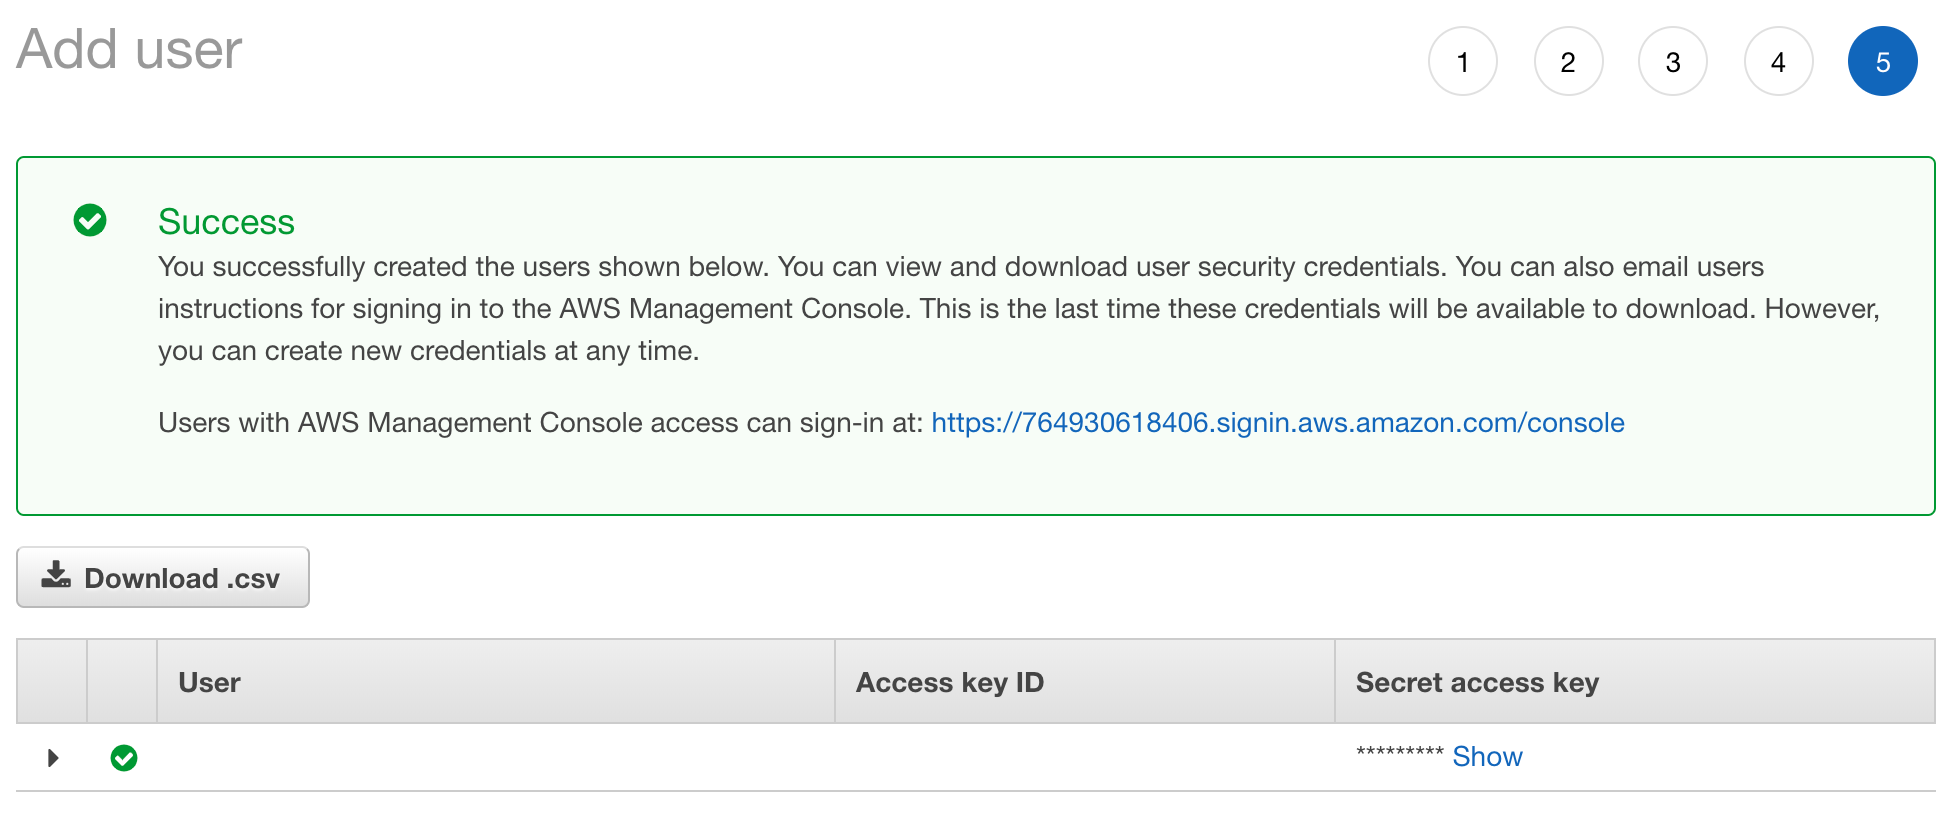 Add user
1 2 3 4 5
Success
You successfully created the users shown below. You can view and download user security credentials. You can also email users
instructions for signing in to the AWS Management Console. This is the last time these credentials will be available to download. However,
you can create new credentials at any time.
Users with AWS Management Console access can sign-in at: https://764930618406.signin.aws.amazon.com/console
Download .csv
User Access key ID Secret access key
********* Show